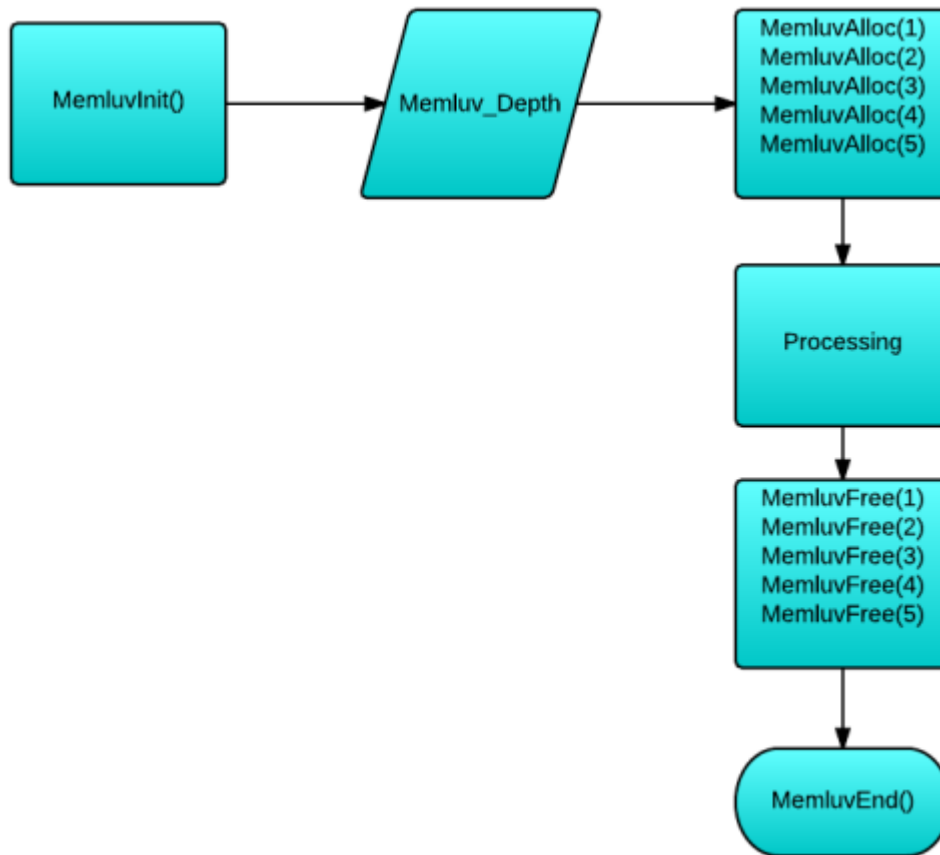 MemluvInit()
Memluv_Depth
MemluvAlloc(1)
MemluvAlloc(2)
MemluvAlloc(3)
MemluvAlloc(4)
MemluvAlloc(5)
Processing
MemluvFree(1)
MemluvFree(2)
MemluvFree(3)
MemluvFree(4)
MemluvFree(5)
MemluvEnd()